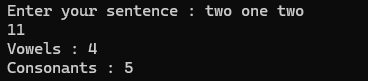 Enter your sentence : two one two
11
Vowels : 4
Consonants : 5